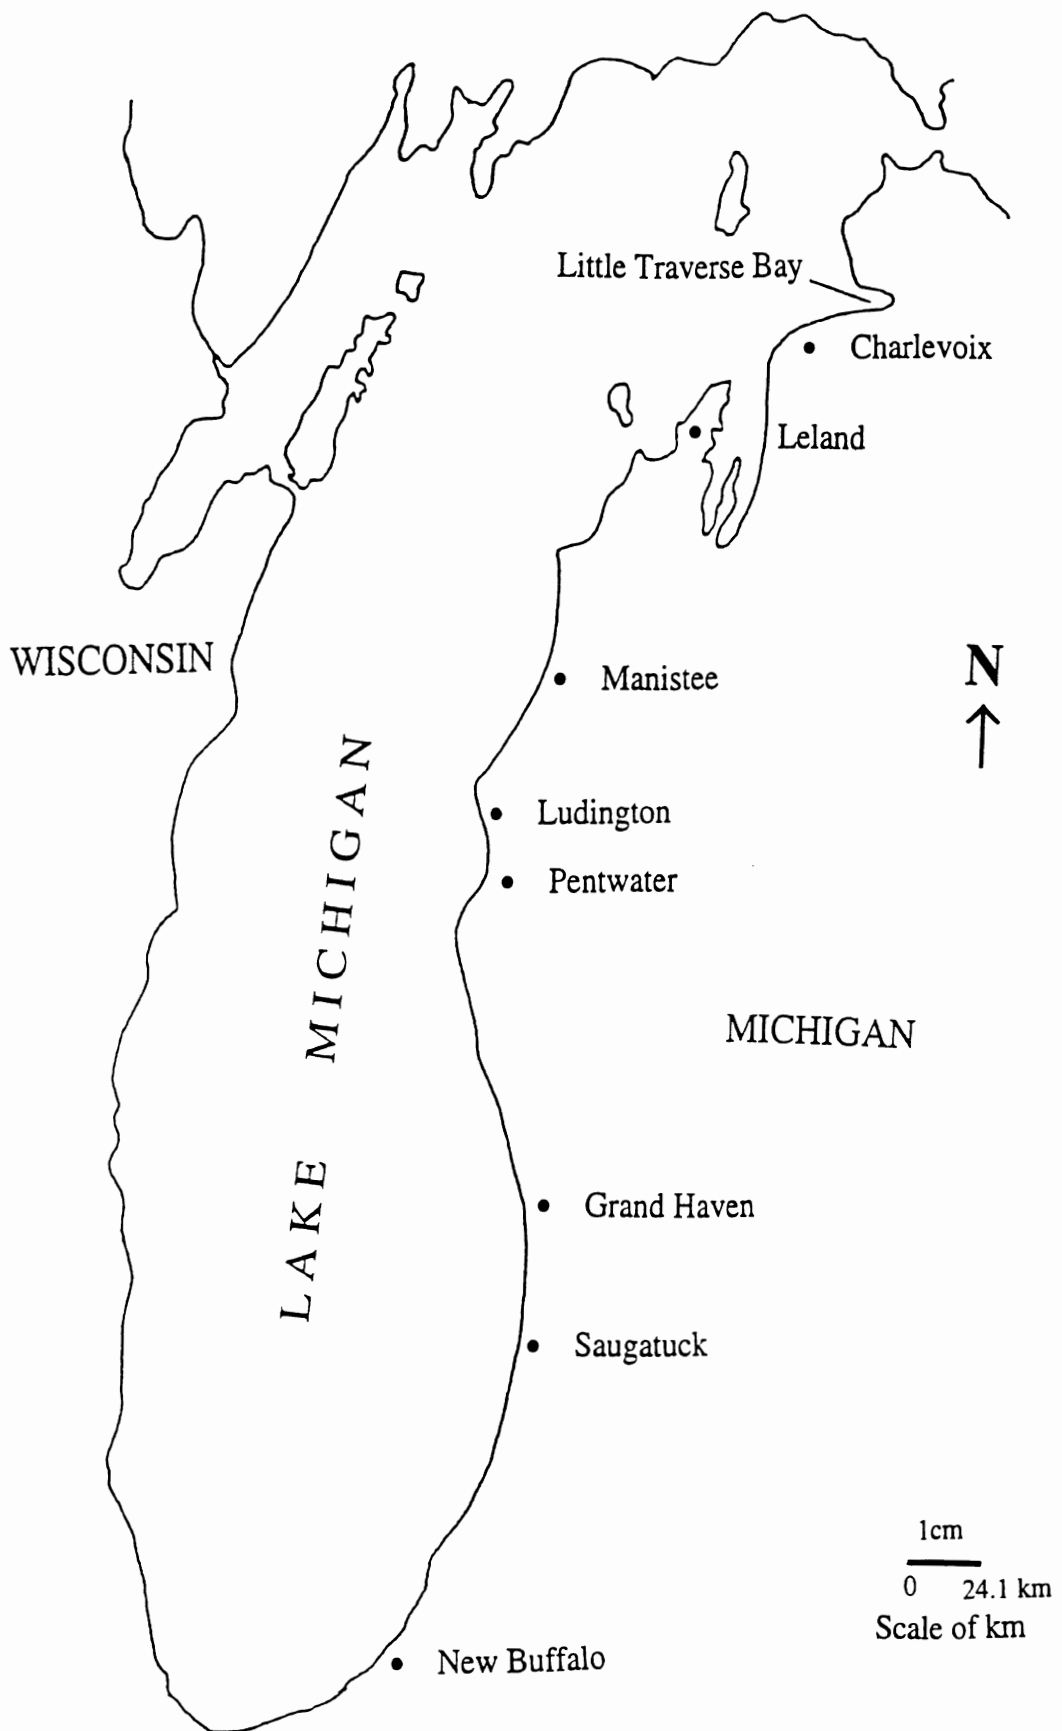 Little Traverse Bay
Charlevoix
Leland
WISCONSIN
Manistee
N
LAKE MICHIGAN
Ludington
Pentwater
MICHIGAN
Grand Haven
Saugatuck
1cm
0 24.1 km
Scale of km
New Buffalo